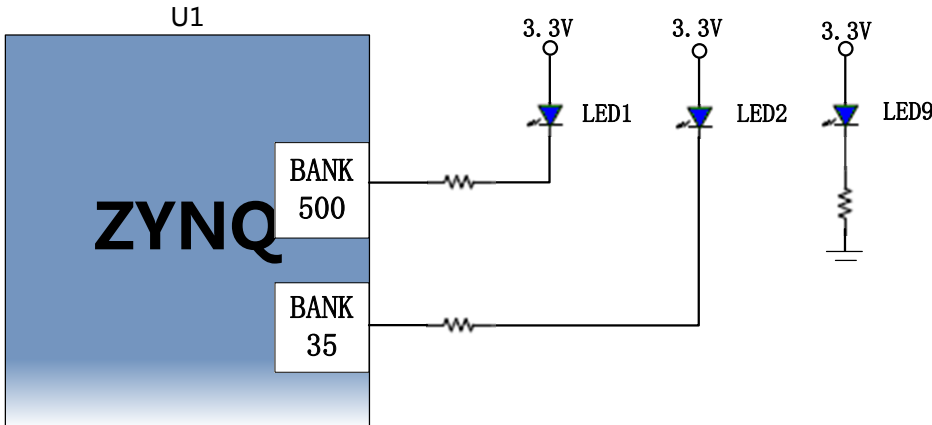 U1
3.3V
3.3V
3.3V
LED1
LED2
LED9
BANK
500
ZYNQ
BANK
35